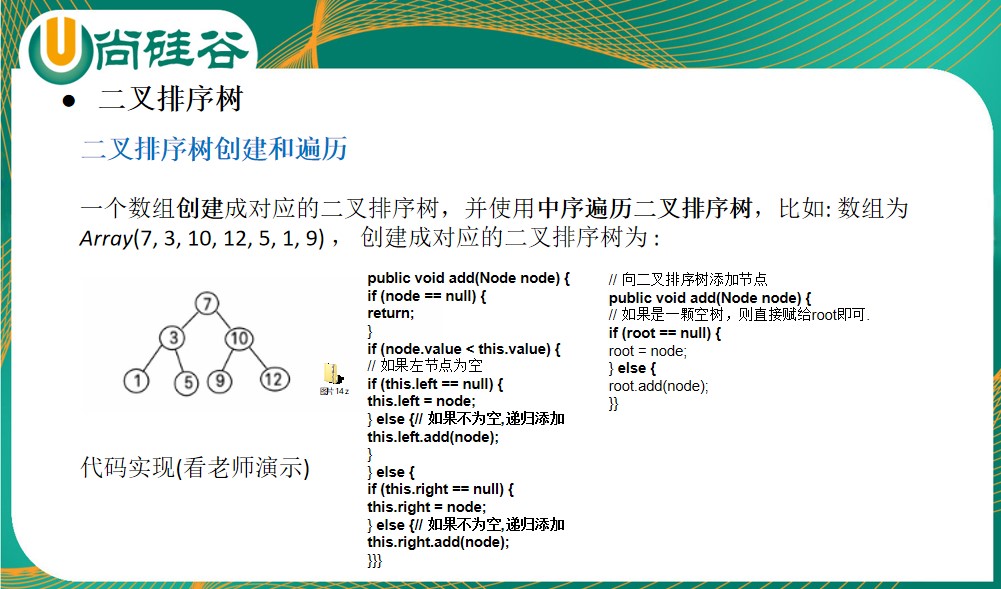 尚硅谷
● 二叉排序树
二叉排序树创建和遍历
一个数组创建成对应的二叉排序树，并使用中序遍历二叉排序树，比如: 数组为
Array(7, 3, 10, 12, 5, 1, 9) ， 创建成对应的二叉排序树为 :
7
3
10
1
5
9
12
图片14.z
代码实现(看老师演示)
public void add(Node node) {
if (node == null) {
return;
}
if (node.value < this.value) {
// 如果左节点为空
if (this.left == null) {
this.left = node;
} else {// 如果不为空,递归添加
this.left.add(node);
}
} else {
if (this.right == null) {
this.right = node;
} else {// 如果不为空,递归添加
this.right.add(node);
}}}
// 向二叉排序树添加节点
public void add(Node node) {
// 如果是一颗空树，则直接赋给root即可.
if (root == null) {
root = node;
} else {
root.add(node);
}}